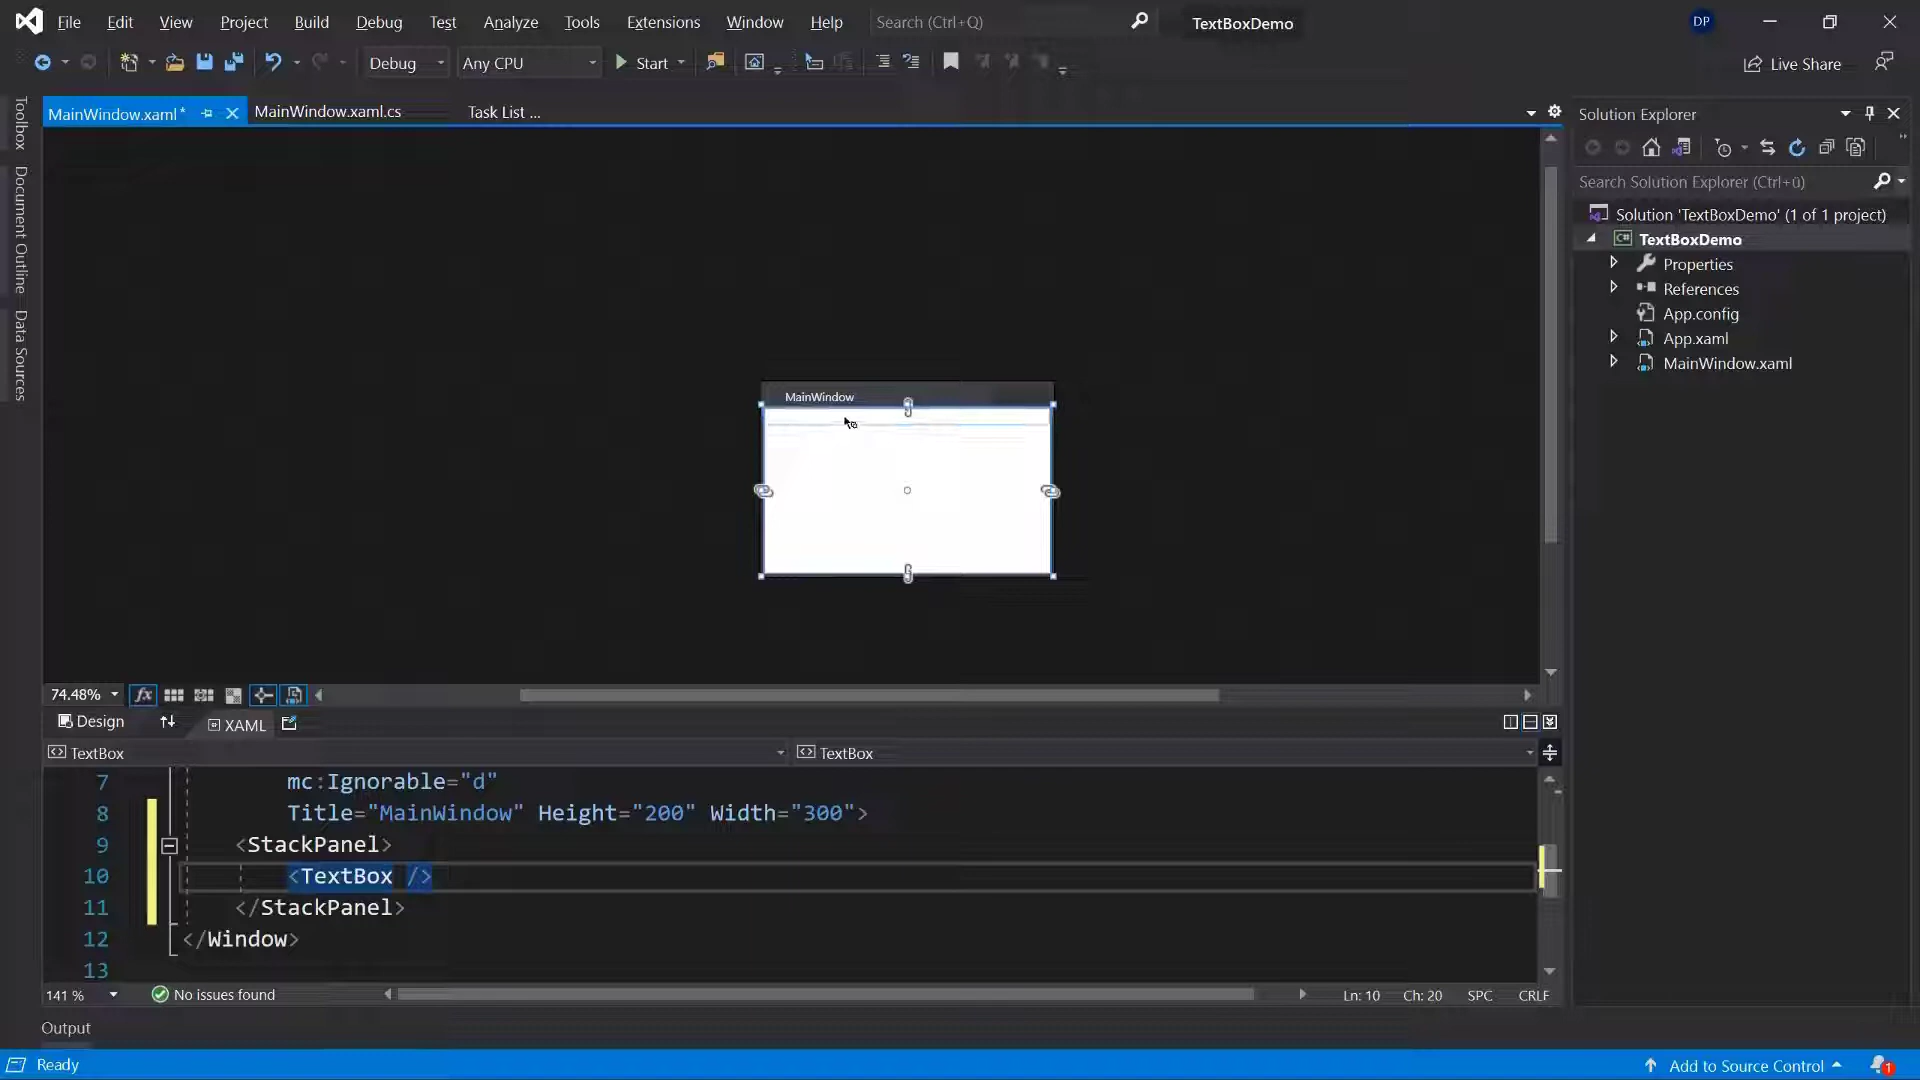 File Edit View Project Build Debug Test Analyze Tools Extensions Window Help Search (Ctrl+Q) TextBoxDemo DP
Debug Any CPU Start Live Share
MainWindow.xaml* MainWindow.xaml.cs Task List ...
Toolbox
Document Outline
Data Sources
MainWindow
74.48% fx
Design XAML
TextBox TextBox
7 mc:Ignorable="d"
8 Title="MainWindow" Height="200" Width="300">
9 <StackPanel>
10 <TextBox />
11 </StackPanel>
12 </Window>
13
141 % No issues found Ln: 10 Ch: 20 SPC CRLF
Output
Ready Add to Source Control 1
Solution Explorer
Search Solution Explorer (Ctrl+ü)
Solution 'TextBoxDemo' (1 of 1 project)
C# TextBoxDemo
Properties
References
App.config
App.xaml
MainWindow.xaml